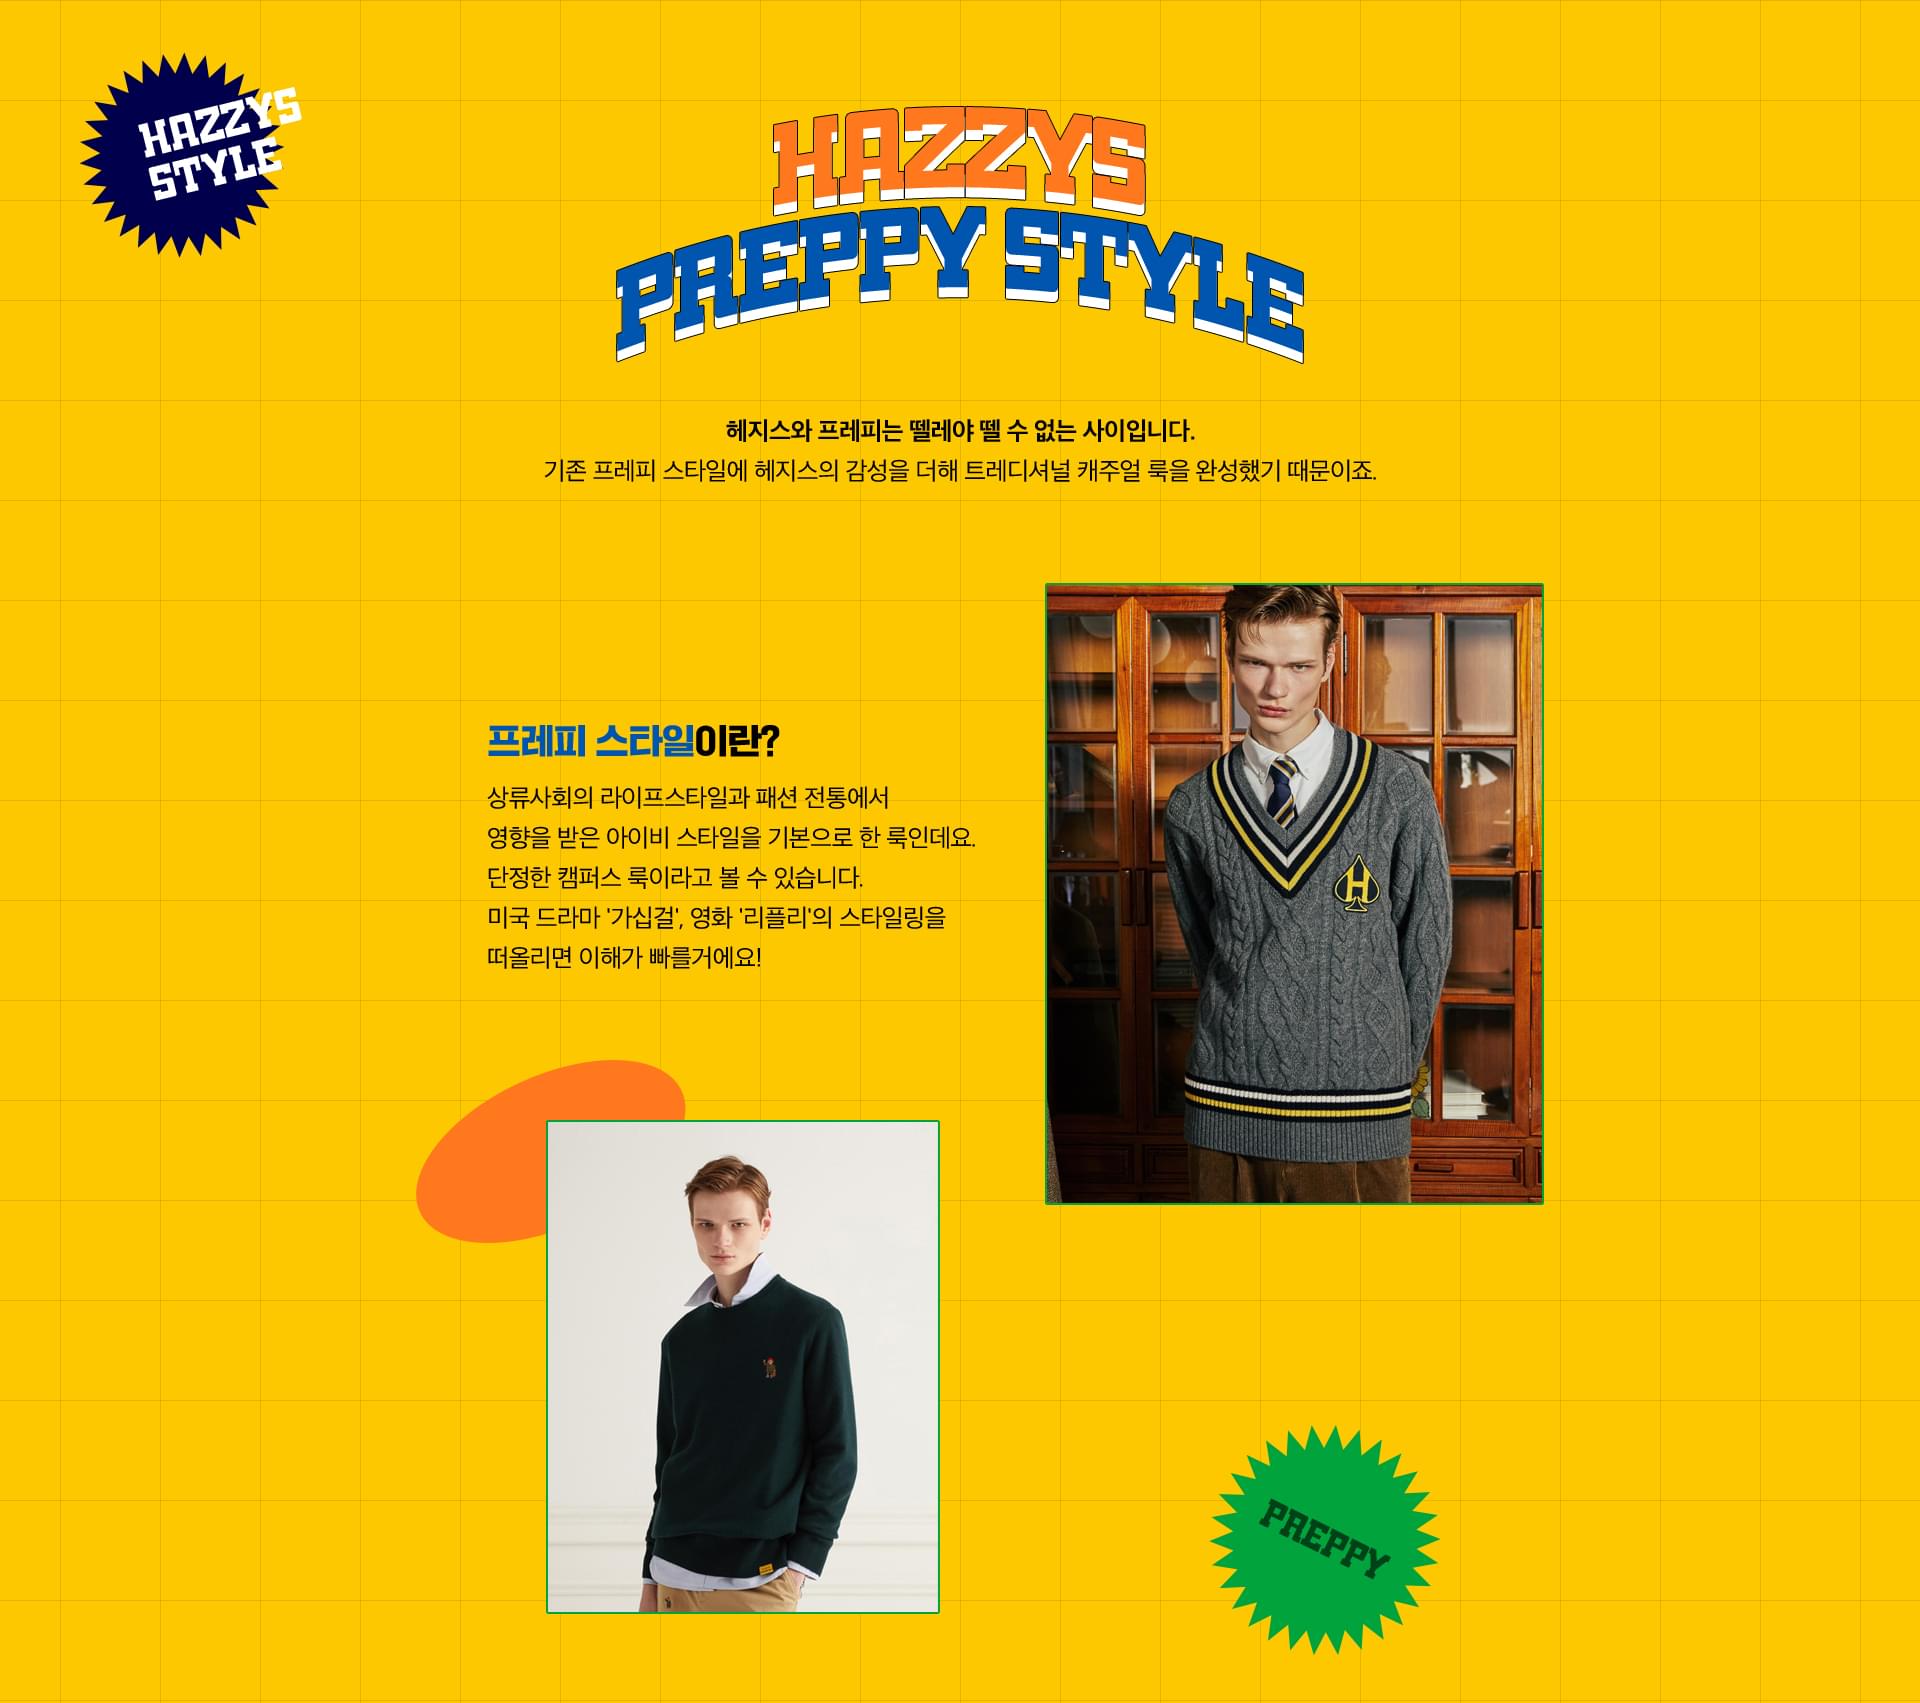 HAZZYS
STYLE
HAZZYS
PREPPY STYLE
헤지스와 프레피는 뗄레야 뗄 수 없는 사이입니다.
기존 프레피 스타일에 헤지스의 감성을 더해 트레디셔널 캐주얼 룩을 완성했기 때문이죠.
프레피 스타일이란?
상류사회의 라이프스타일과 패션 전통에서
영향을 받은 아이비 스타일을 기본으로 한 룩인데요.
단정한 캠퍼스 룩이라고 볼 수 있습니다.
미국 드라마 '가십걸', 영화 '리플리'의 스타일링을
떠올리면 이해가 빠를거에요!
H
PREPPY